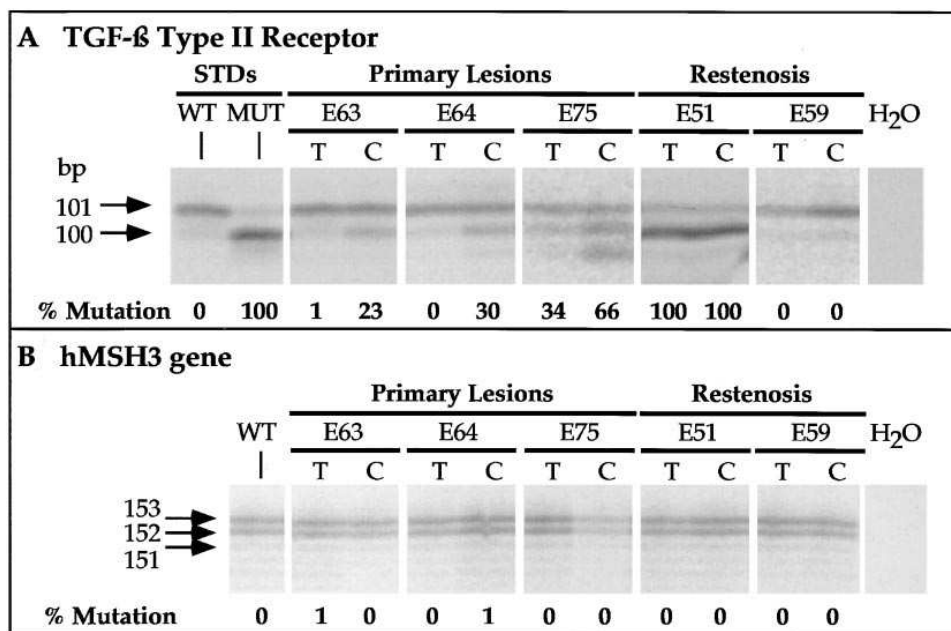 A TGF-ß Type II Receptor
STDs Primary Lesions Restenosis
WT MUT E63 E64 E75 E51 E59 H2O
T C T C T C T C T C
bp
101
100
% Mutation 0 100 1 23 0 30 34 66 100 100 0 0
B hMSH3 gene
Primary Lesions Restenosis
WT E63 E64 E75 E51 E59 H2O
T C T C T C T C T C
153
152
151
% Mutation 0 1 0 0 1 0 0 0 0 0 0